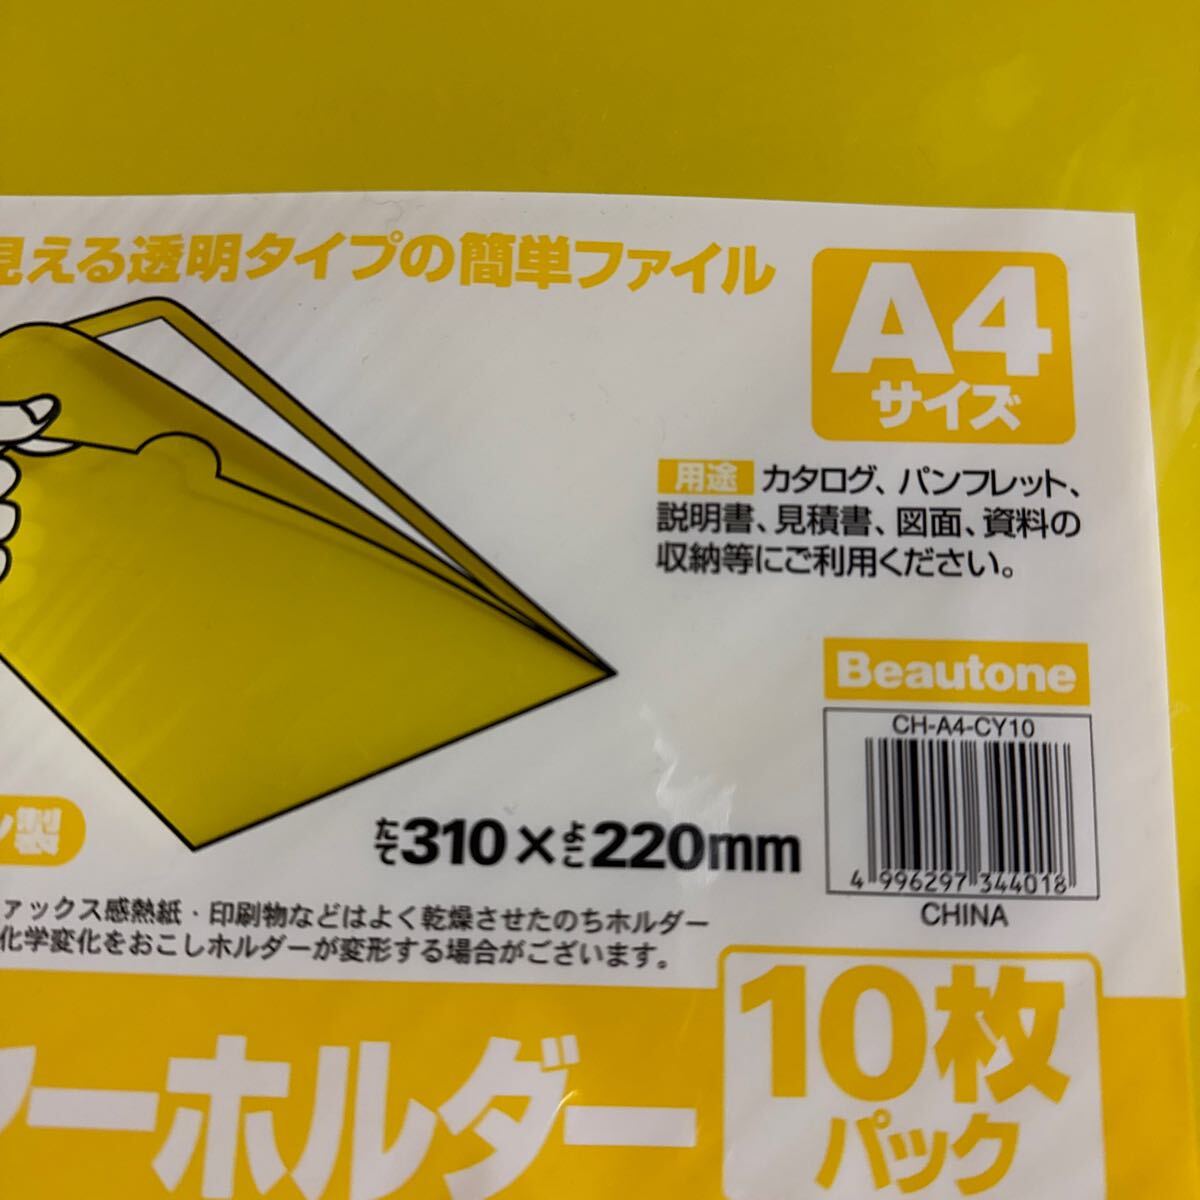 見える透明タイプの簡単ファイル
A4
サイズ
用途 カタログ、パンフレット、
説明書、見積書、図面、資料の
収納等にご利用ください。
Beautone
CH-A4-CY10
4 996297 344018
CHINA
ン製
たて310×よこ220mm
ァックス感熱紙・印刷物などはよく乾燥させたのちホルダー
化学変化をおこしホルダーが変形する場合がございます。
ーホルダー
10枚
パック